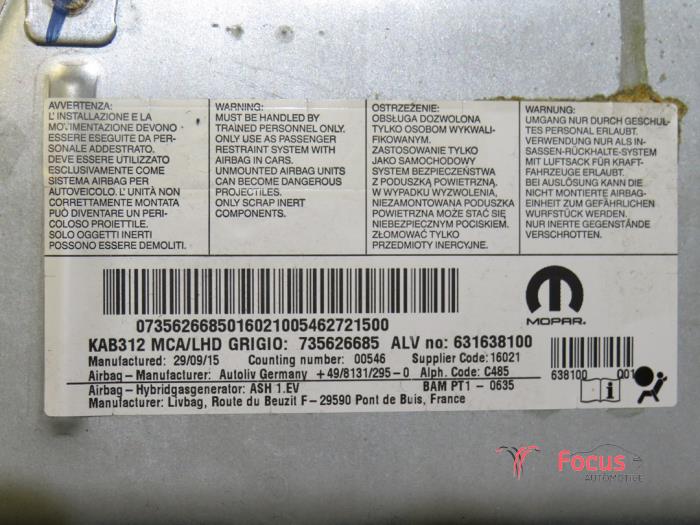 AVVERTENZA:
L' INSTALLAZIONE E LA
MOVIMENTAZIONE DEVONO
ESSERE ESEGUITE DA PER-
SONALE ADDESTRATO.
DEVE ESSERE UTILIZZATO
ESCLUSIVAMENTE COME
SISTEMA AIRBAG PER
AUTOVEICOLO. L' UNITÀ NON
CORRETTAMENTE MONTATA
PUÒ DIVENTARE UN PERI-
COLOSO PROIETTILE.
SOLO OGGETTI INERTI
POSSONO ESSERE DEMOLITI.
WARNING:
MUST BE HANDLED BY
TRAINED PERSONNEL ONLY.
ONLY USE AS PASSENGER
RESTRAINT SYSTEM WITH
AIRBAG IN CARS.
UNMOUNTED AIRBAG UNITS
CAN BECOME DANGEROUS
PROJECTILES.
ONLY SCRAP INERT
COMPONENTS.
OSTRZEŻENIE:
OBSŁUGA DOZWOLONA
TYLKO OSOBOM WYKWALI-
FIKOWANYM.
ZASTOSOWANIE TYLKO
JAKO SAMOCHODOWY
SYSTEM BEZPIECZEŃSTWA
Z PODUSZKĄ POWIETRZNĄ.
W WYPADKU WYZWOLENIA,
NIEZAMONTOWANA PODUSZKA
POWIETRZNA MOŻE STAĆ SIĘ
NIEBEZPIECZNYM POCISKIEM.
ZŁOMOWAĆ TYLKO
PRZEDMIOTY INERCYJNE.
WARNUNG:
UMGANG NUR DURCH GESCHUL-
TES PERSONAL ERLAUBT.
VERWENDUNG NUR ALS IN-
SASSEN-RÜCKHALTE-SYSTEM
MIT LUFTSACK FÜR KRAFT-
FAHRZEUGE ERLAUBT.
BEI AUSLÖSUNG KANN DIE
NICHT MONTIERTE AIRBAG-
EINHEIT ZUM GEFÄHRLICHEN
WURFSTÜCK WERDEN.
NUR INERTE GEGENSTÄNDE
VERSCHROTTEN.
MOPAR
0735626685016021005462721500
KAB312 MCA/LHD GRIGIO: 735626685 ALV no: 631638100
Manufactured: 29/09/15 Counting number: 00546 Supplier Code: 16021
Airbag - Manufacturer: Autoliv Germany +49/8131/295-0 Alph. Code: C485
Airbag - Hybridgasgenerator: ASH 1.EV BAM PT1 - 0635
Manufacturer: Livbag, Route du Beuzit F - 29590 Pont de Buis, France
638100 001
i
Focus
AUTOMOTIVE